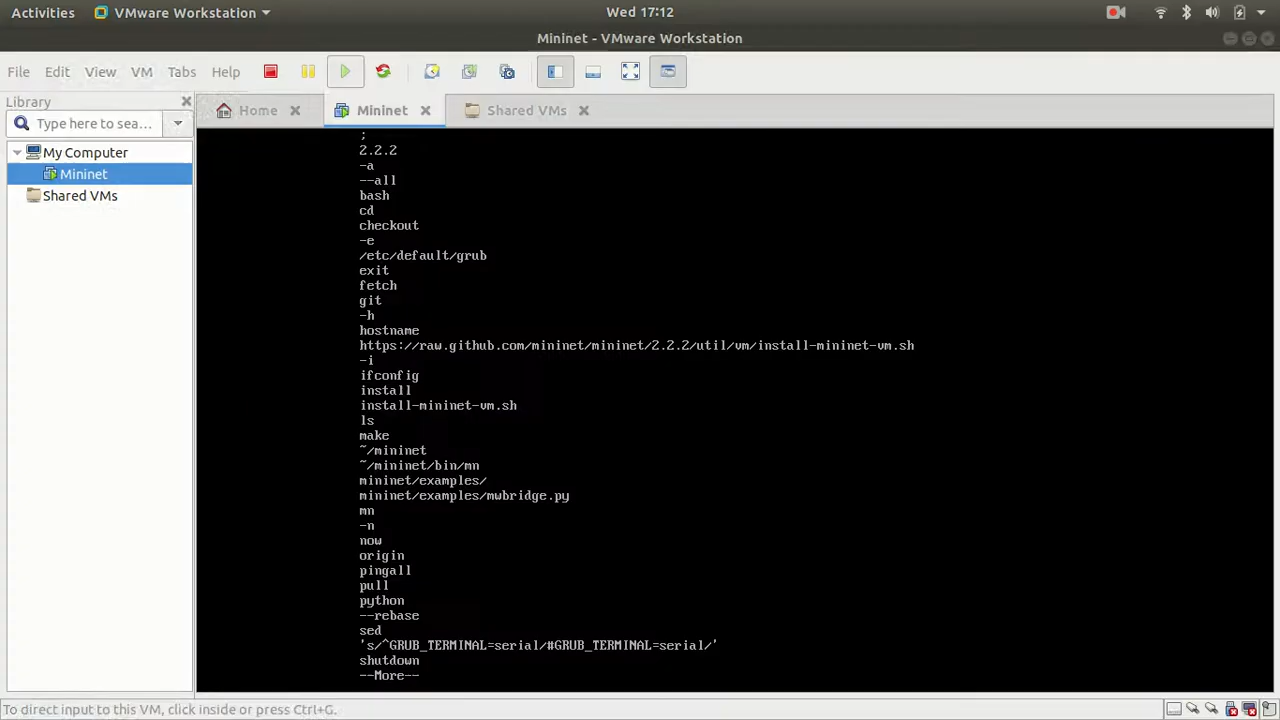 Activities VMware Workstation Wed 17:12
Mininet - VMware Workstation
File Edit View VM Tabs Help
Library
Home Mininet Shared VMs
Type here to sea...
My Computer
Mininet
Shared VMs
;
2.2.2
-a
--all
bash
cd
checkout
-e
/etc/default/grub
exit
fetch
git
-h
hostname
https://raw.github.com/mininet/mininet/2.2.2/util/vm/install-mininet-vm.sh
-i
ifconfig
install
install-mininet-vm.sh
ls
make
~/mininet
~/mininet/bin/mn
mininet/examples/
mininet/examples/mwbridge.py
mn
-n
now
origin
pingall
pull
python
--rebase
sed
's/^GRUB_TERMINAL=serial/#GRUB_TERMINAL=serial/'
shutdown
--More--
To direct input to this VM, click inside or press Ctrl+G.